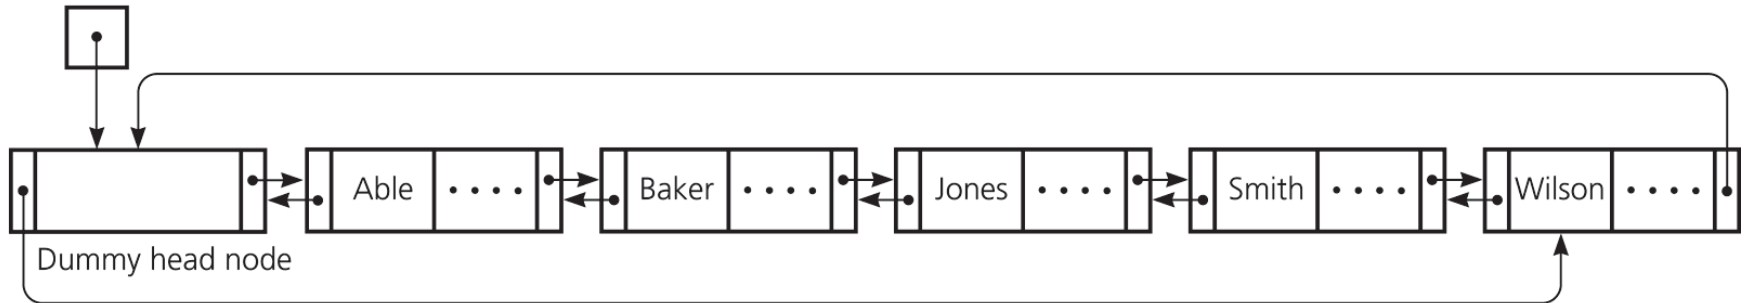 Able • • • • Baker • • • • Jones • • • • Smith • • • • Wilson • • • •
Dummy head node